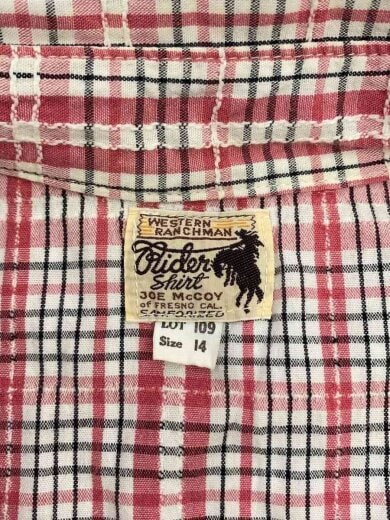 WESTERN
RANCHMAN
Rider
Shirt
JOE McCOY
of FRESNO CAL.
SANFORIZED
LOT 109
Size 14